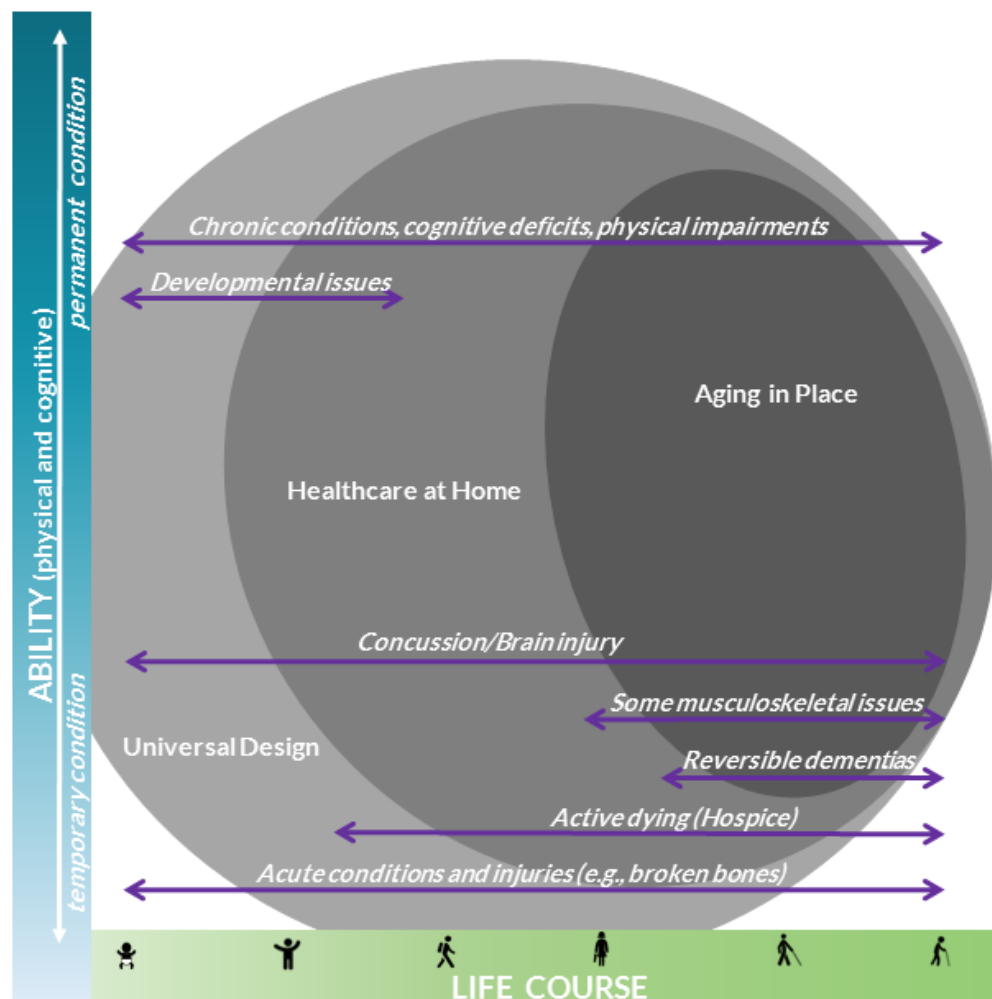 ABILITY (physical and cognitive)
permanent condition
temporary condition
Chronic conditions, cognitive deficits, physical impairments
Developmental issues
Aging in Place
Healthcare at Home
Concussion/Brain injury
Some musculoskeletal issues
Universal Design
Reversible dementias
Active dying (Hospice)
Acute conditions and injuries (e.g., broken bones)
LIFE COURSE